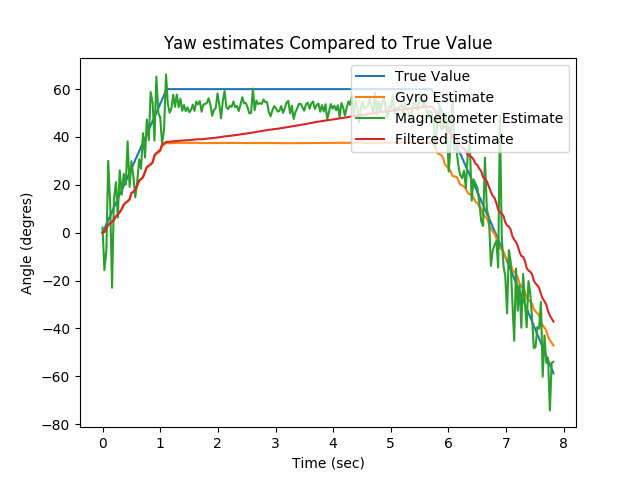 Yaw estimates Compared to True Value
True Value
Gyro Estimate
Magnetometer Estimate
Filtered Estimate
Angle (degres)
60
40
20
0
−20
−40
−60
−80
0 1 2 3 4 5 6 7 8
Time (sec)